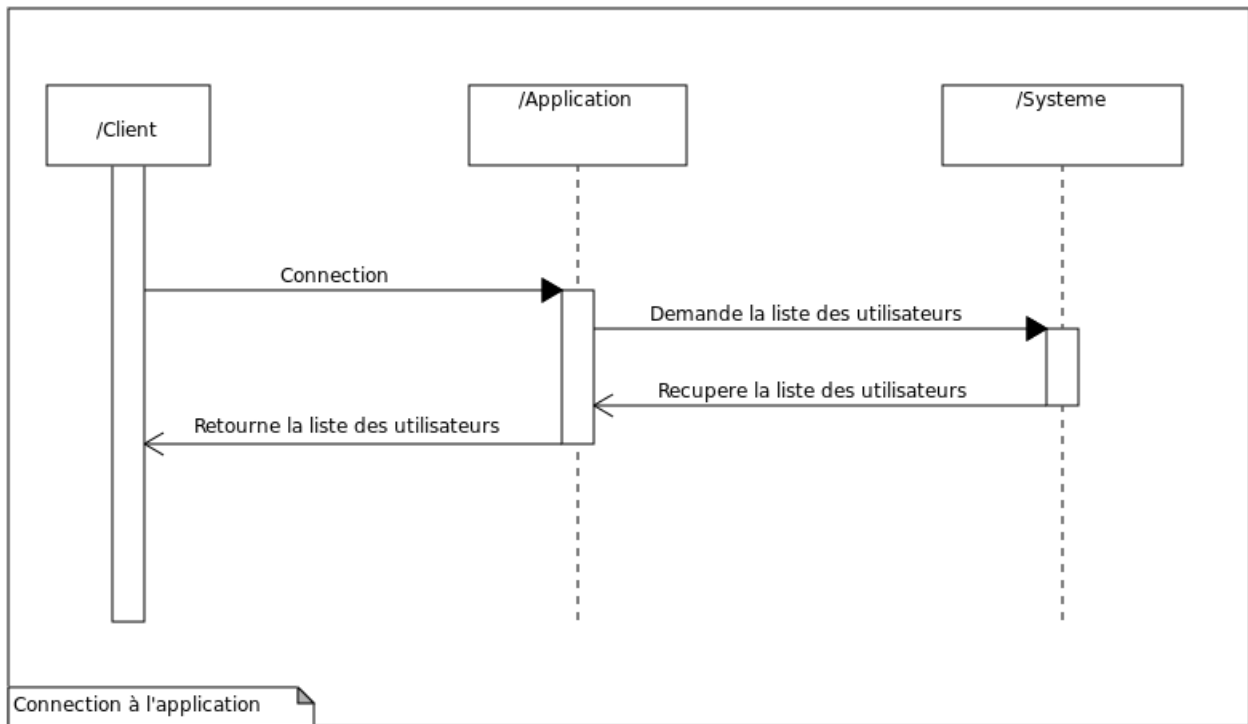 /Client
/Application
/Systeme
Connection
Demande la liste des utilisateurs
Recupere la liste des utilisateurs
Retourne la liste des utilisateurs
Connection à l'application